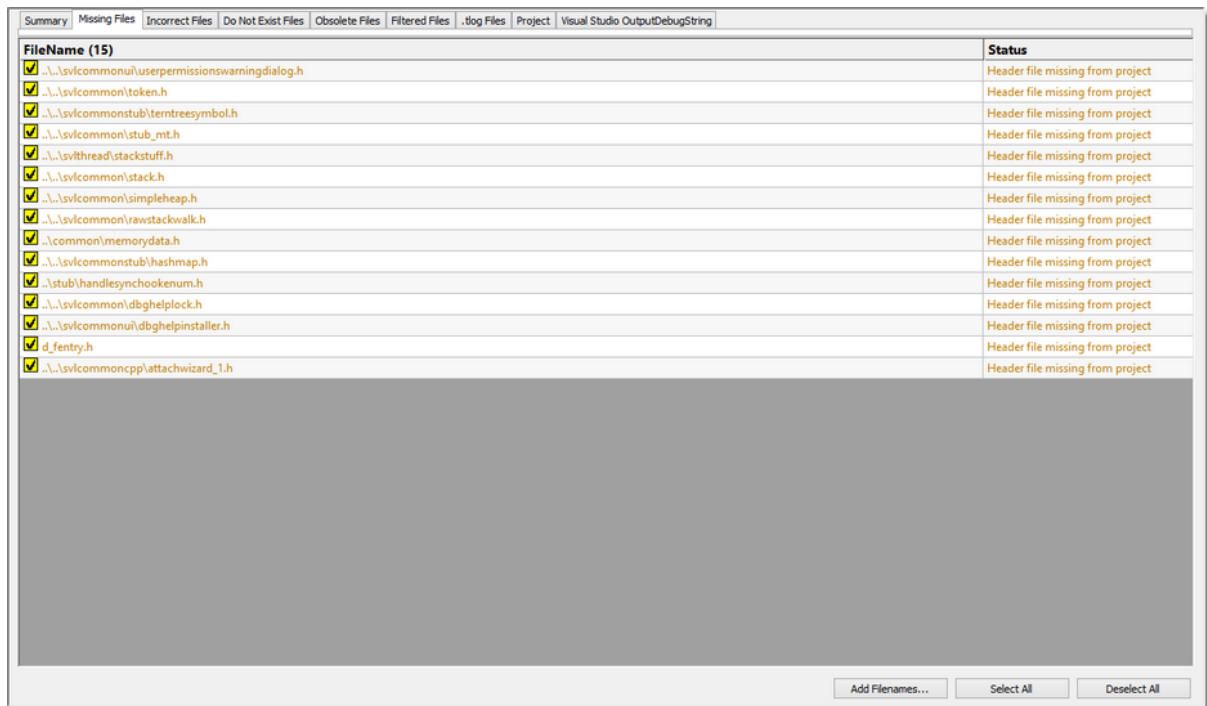 Summary Missing Files Incorrect Files Do Not Exist Files Obsolete Files Filtered Files .tlog Files Project Visual Studio OutputDebugString
FileName (15) Status
..\..\svlcommonui\userpermissionswarningdialog.h Header file missing from project
..\..\svlcommon\token.h Header file missing from project
..\..\svlcommonstub\terntreesymbol.h Header file missing from project
..\..\svlcommon\stub_mt.h Header file missing from project
..\..\svlthread\stackstuff.h Header file missing from project
..\..\svlcommon\stack.h Header file missing from project
..\..\svlcommon\simpleheap.h Header file missing from project
..\..\svlcommon\rawstackwalk.h Header file missing from project
..\common\memorydata.h Header file missing from project
..\..\svlcommonstub\hashmap.h Header file missing from project
..\stub\handlesynchookenum.h Header file missing from project
..\..\svlcommon\dbghelplock.h Header file missing from project
..\..\svlcommonui\dbghelpinstaller.h Header file missing from project
d_fentry.h Header file missing from project
..\..\svlcommoncpp\attachwizard_1.h Header file missing from project
Add Filenames... Select All Deselect All